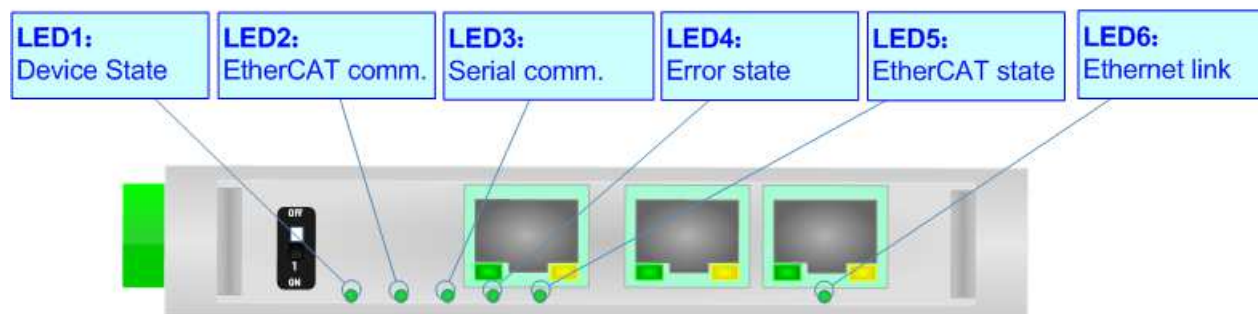 LED1:
Device State
LED2:
EtherCAT comm.
LED3:
Serial comm.
LED4:
Error state
LED5:
EtherCAT state
LED6:
Ethernet link
OFF
1
ON